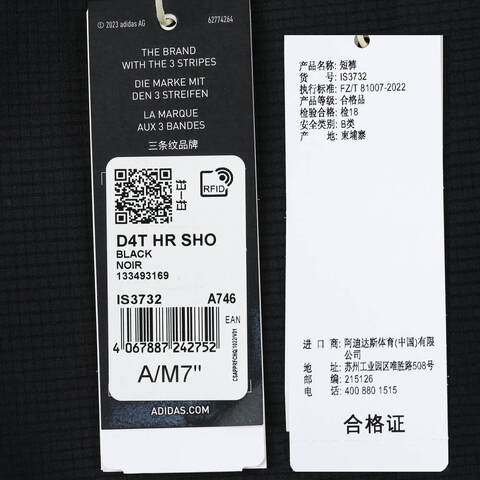 © 2023 adidas AG 62774264
THE BRAND
WITH THE 3 STRIPES
DIE MARKE MIT
DEN 3 STREIFEN
LA MARQUE
AUX 3 BANDES
三条纹品牌
RFID
D4T HR SHO
BLACK
NOIR
133493169
IS3732 A746
EAN
4 067887 242752
A/M7"
ADIDAS.COM
产品名称: 短裤
货 号: IS3732
执行标准: FZ/T 81007-2022
产品等级: 合格品
检验合格: 检18
安全类别: B类
产 地: 柬埔寨
进 口 商: 阿迪达斯体育(中国)有限
公司
地 址: 苏州工业园区唯胜路508号
邮 编: 215126
电 话: 400 880 1515
合格证